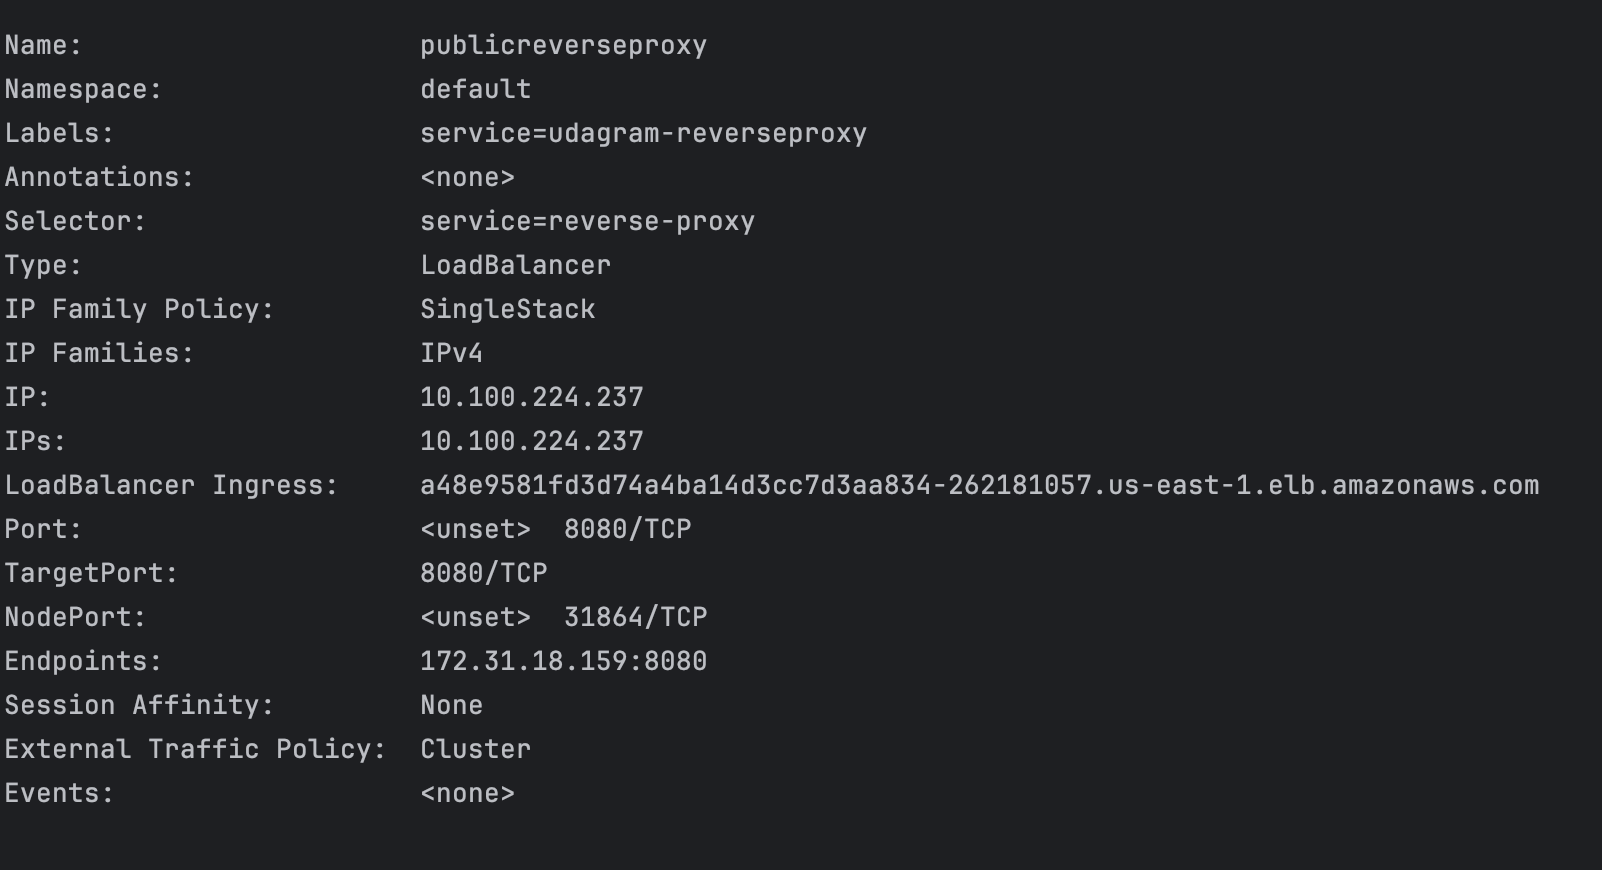 Name:                     publicreverseproxy
Namespace:                default
Labels:                   service=udagram-reverseproxy
Annotations:              <none>
Selector:                 service=reverse-proxy
Type:                     LoadBalancer
IP Family Policy:         SingleStack
IP Families:              IPv4
IP:                       10.100.224.237
IPs:                      10.100.224.237
LoadBalancer Ingress:     a48e9581fd3d74a4ba14d3cc7d3aa834-262181057.us-east-1.elb.amazonaws.com
Port:                     <unset>  8080/TCP
TargetPort:               8080/TCP
NodePort:                 <unset>  31864/TCP
Endpoints:                172.31.18.159:8080
Session Affinity:         None
External Traffic Policy:  Cluster
Events:                   <none>